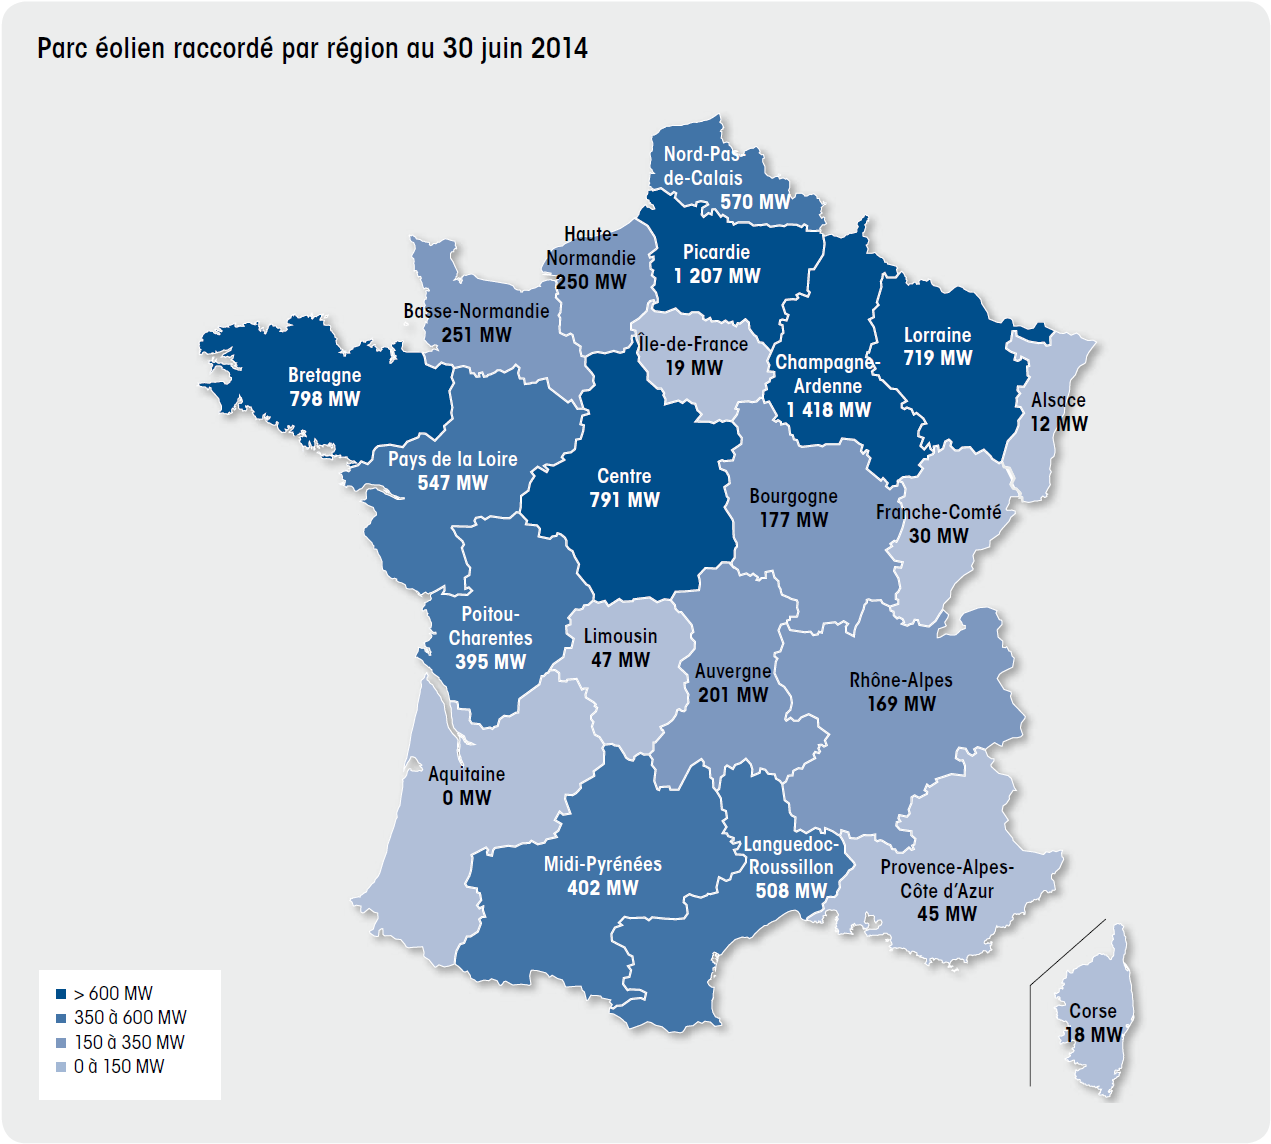 Parc éolien raccordé par région au 30 juin 2014
Nord-Pas-
de-Calais
570 MW
Haute-
Normandie
250 MW
Picardie
1 207 MW
Basse-Normandie
251 MW
Île-de-France
19 MW
Champagne-
Ardenne
1 418 MW
Lorraine
719 MW
Alsace
12 MW
Bretagne
798 MW
Pays de la Loire
547 MW
Centre
791 MW
Bourgogne
177 MW
Franche-Comté
30 MW
Poitou-
Charentes
395 MW
Limousin
47 MW
Auvergne
201 MW
Rhône-Alpes
169 MW
Aquitaine
0 MW
Midi-Pyrénées
402 MW
Languedoc-
Roussillon
508 MW
Provence-Alpes-
Côte d'Azur
45 MW
Corse
18 MW
> 600 MW
350 à 600 MW
150 à 350 MW
0 à 150 MW